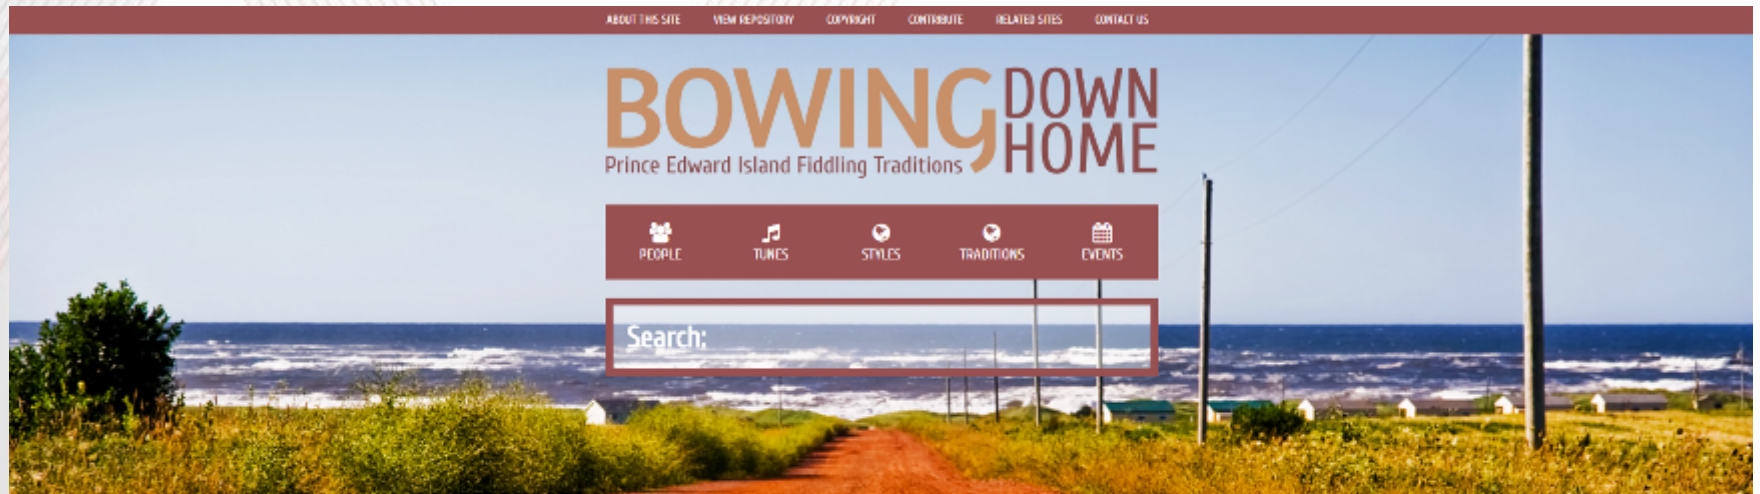 ABOUT THIS SITE VIEW REPOSITORY COPYRIGHT CONTRIBUTE RELATED SITES CONTACT US
BOWING DOWN HOME
Prince Edward Island Fiddling Traditions
PEOPLE TUNES STYLES TRADITIONS EVENTS
Search: